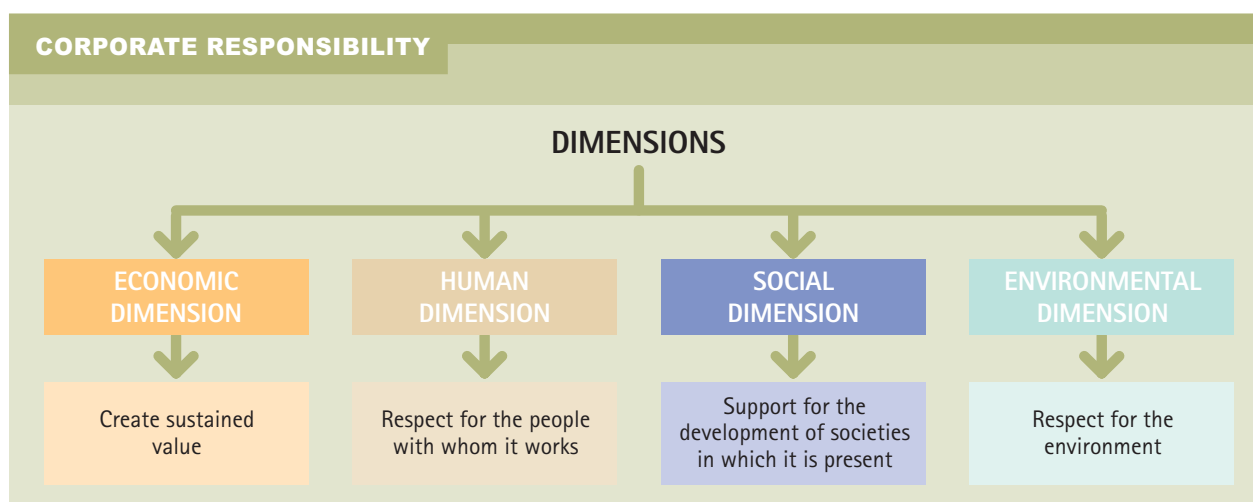 CORPORATE RESPONSIBILITY
DIMENSIONS
ECONOMIC
DIMENSION
HUMAN
DIMENSION
SOCIAL
DIMENSION
ENVIRONMENTAL
DIMENSION
Create sustained
value
Respect for the people
with whom it works
Support for the
development of societies
in which it is present
Respect for the
environment